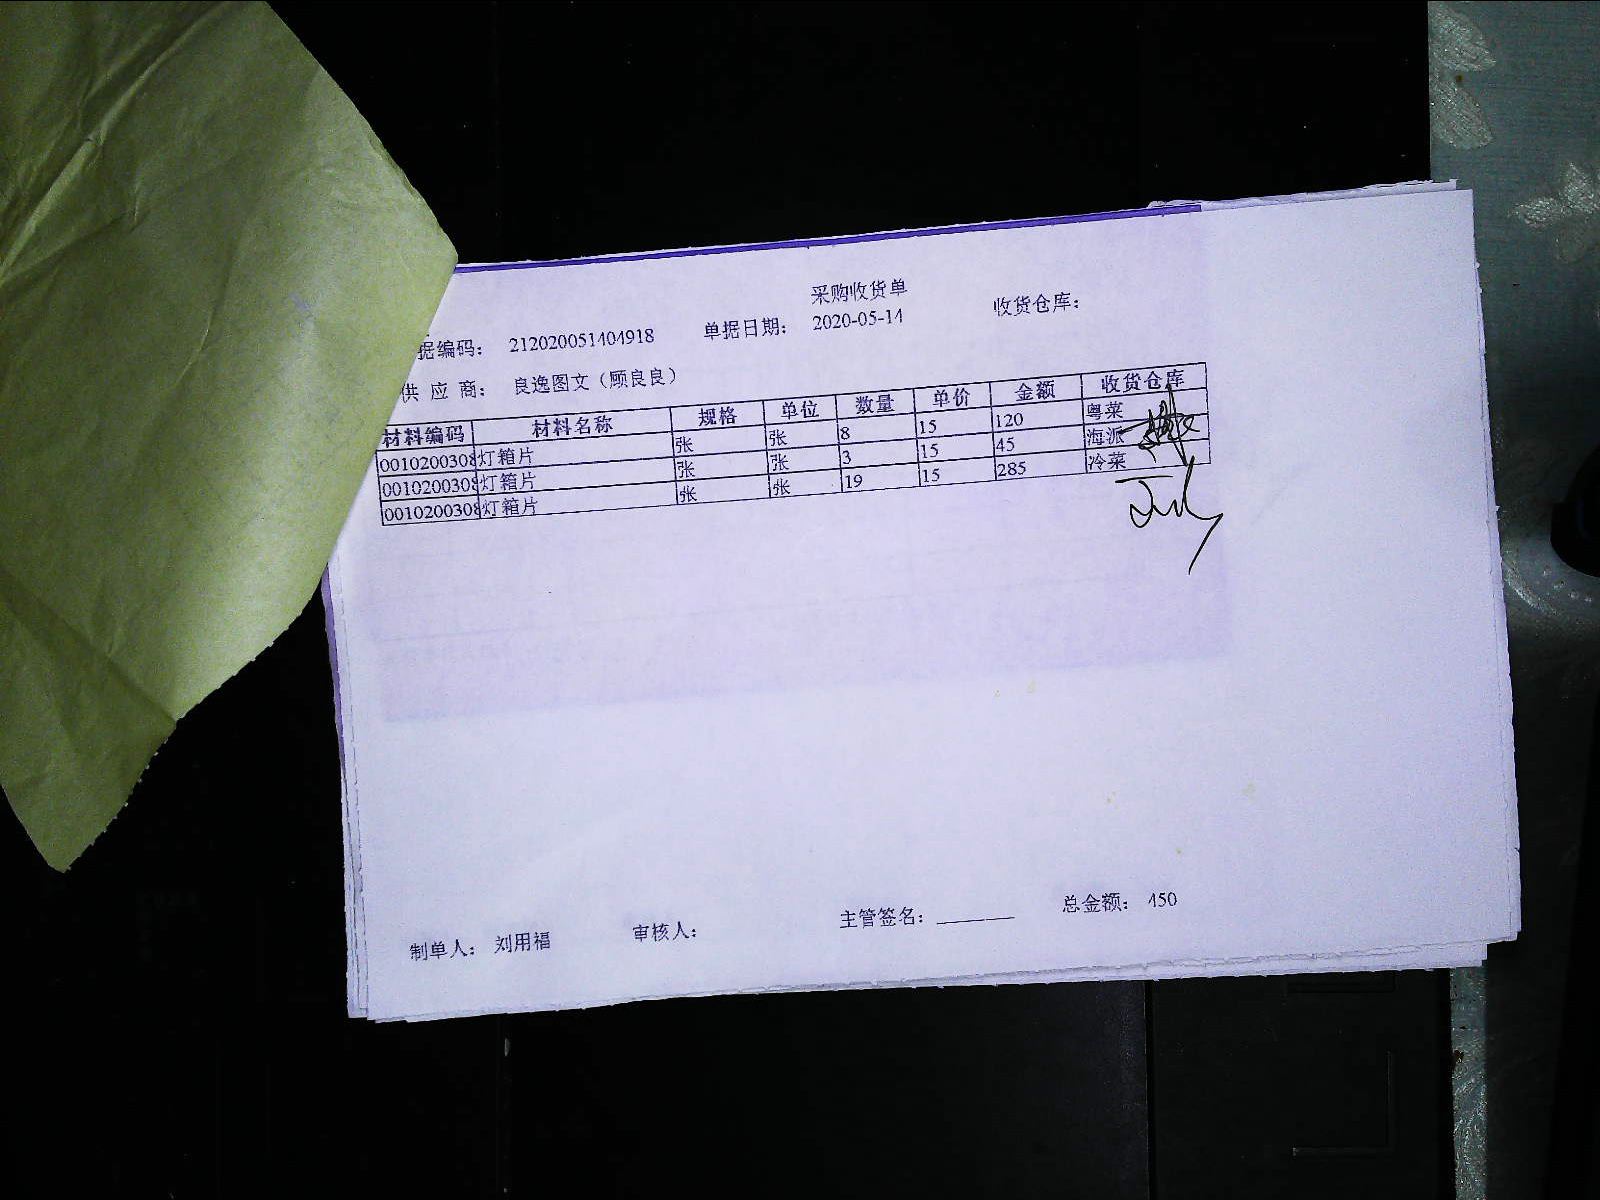 采购收货单
据编码： 212020051404918 单据日期： 2020-05-14 收货仓库：
供 应 商： 良逸图文（顾良良）
材料编码 材料名称 规格 单位 数量 单价 金额 收货仓库
0010200308 灯箱片 张 张 8 15 120 粤菜
0010200308 灯箱片 张 张 3 15 45 海派
0010200308 灯箱片 张 张 19 15 285 冷菜
制单人： 刘用福 审核人： 主管签名： 总金额： 450